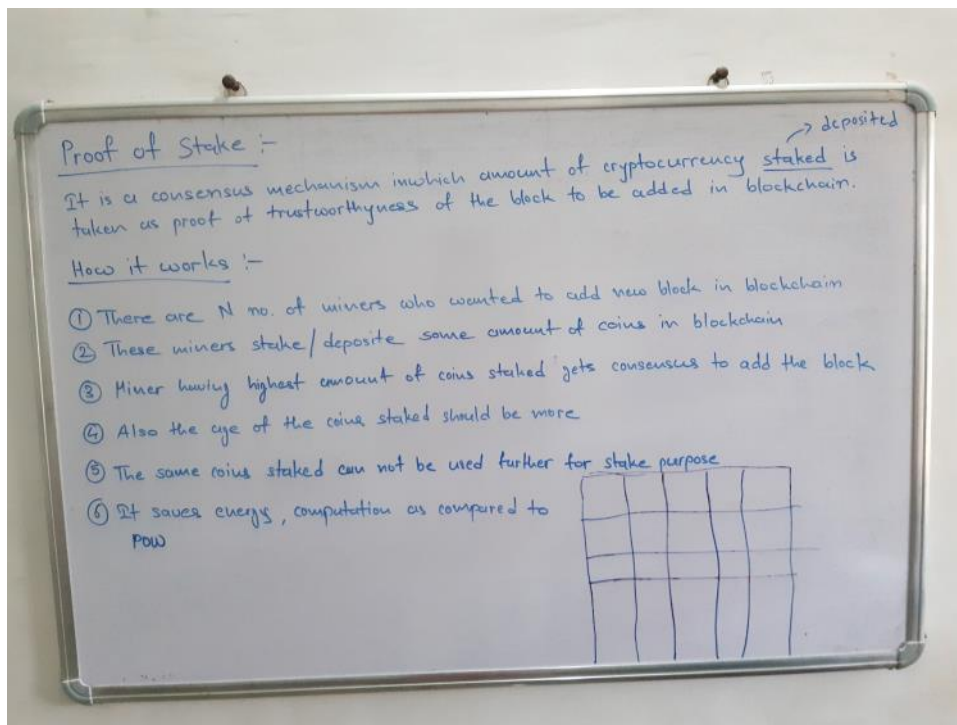 Proof of Stake :-
→ deposited
It is a consensus mechanism inwhich amount of cryptocurrency staked is
taken as proof of trustworthyness of the block to be added in blockchain.
How it works :-
① There are N no. of miners who wanted to add new block in blockchain
② These miners stake/deposite some amount of coins in blockchain
③ Miner having highest amount of coins staked gets consensus to add the block
④ Also the age of the coins staked should be more
⑤ The same coins staked can not be used further for stake purpose
⑥ It saves energy, computation as compared to
POW